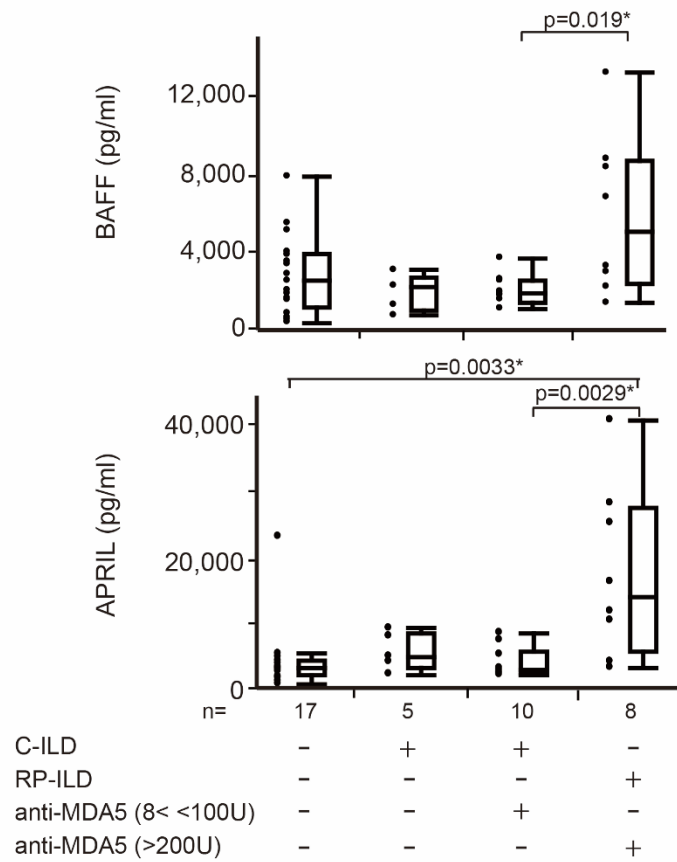 p=0.019*
12,000
8,000
4,000
0
BAFF (pg/ml)
p=0.0033*
p=0.0029*
40,000
20,000
0
APRIL (pg/ml)
n= 17 5 10 8
C-ILD − + + −
RP-ILD − − − +
anti-MDA5 (8< <100U) − − + −
anti-MDA5 (>200U) − − − +